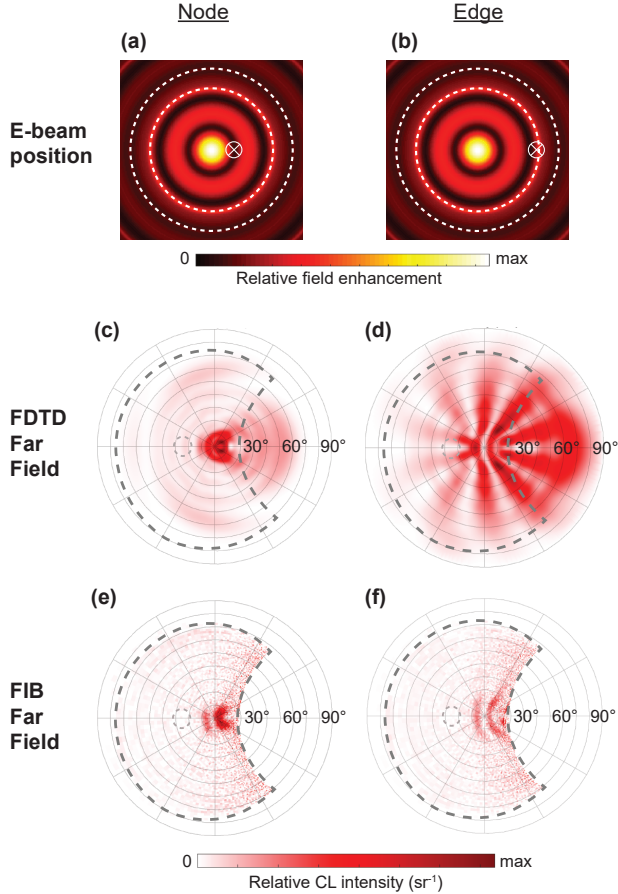 Node
Edge
(a)
(b)
E-beam
position
0
max
Relative field enhancement
(c)
(d)
FDTD
Far
Field
30° 60° 90°
30° 60° 90°
(e)
(f)
FIB
Far
Field
30° 60° 90°
30° 60° 90°
0
max
Relative CL intensity (sr⁻¹)